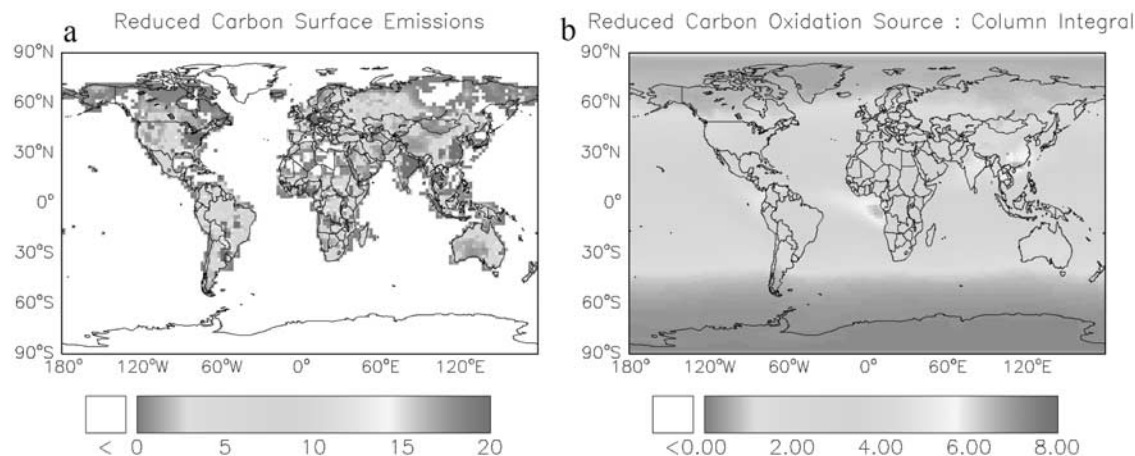 a Reduced Carbon Surface Emissions
90°N
60°N
30°N
0°
30°S
60°S
90°S
180° 120°W 60°W 0° 60°E 120°E
< 0 5 10 15 20
b Reduced Carbon Oxidation Source : Column Integral
90°N
60°N
30°N
0°
30°S
60°S
90°S
180° 120°W 60°W 0° 60°E 120°E
<0.00 2.00 4.00 6.00 8.00